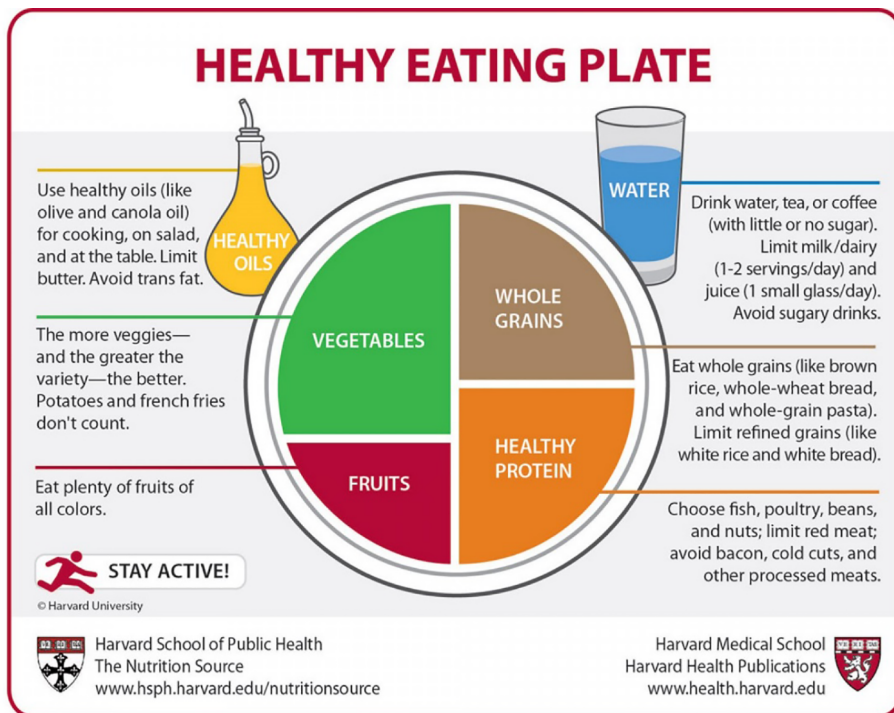 HEALTHY EATING PLATE
Use healthy oils (like
olive and canola oil)
for cooking, on salad,
and at the table. Limit
butter. Avoid trans fat.
HEALTHY
OILS
The more veggies—
and the greater the
variety—the better.
Potatoes and french fries
don't count.
Eat plenty of fruits of
all colors.
VEGETABLES
FRUITS
WHOLE
GRAINS
HEALTHY
PROTEIN
WATER
Drink water, tea, or coffee
(with little or no sugar).
Limit milk/dairy
(1-2 servings/day) and
juice (1 small glass/day).
Avoid sugary drinks.
Eat whole grains (like brown
rice, whole-wheat bread,
and whole-grain pasta).
Limit refined grains (like
white rice and white bread).
Choose fish, poultry, beans,
and nuts; limit red meat;
avoid bacon, cold cuts, and
other processed meats.
STAY ACTIVE!
© Harvard University
Harvard School of Public Health
The Nutrition Source
www.hsph.harvard.edu/nutritionsource
Harvard Medical School
Harvard Health Publications
www.health.harvard.edu